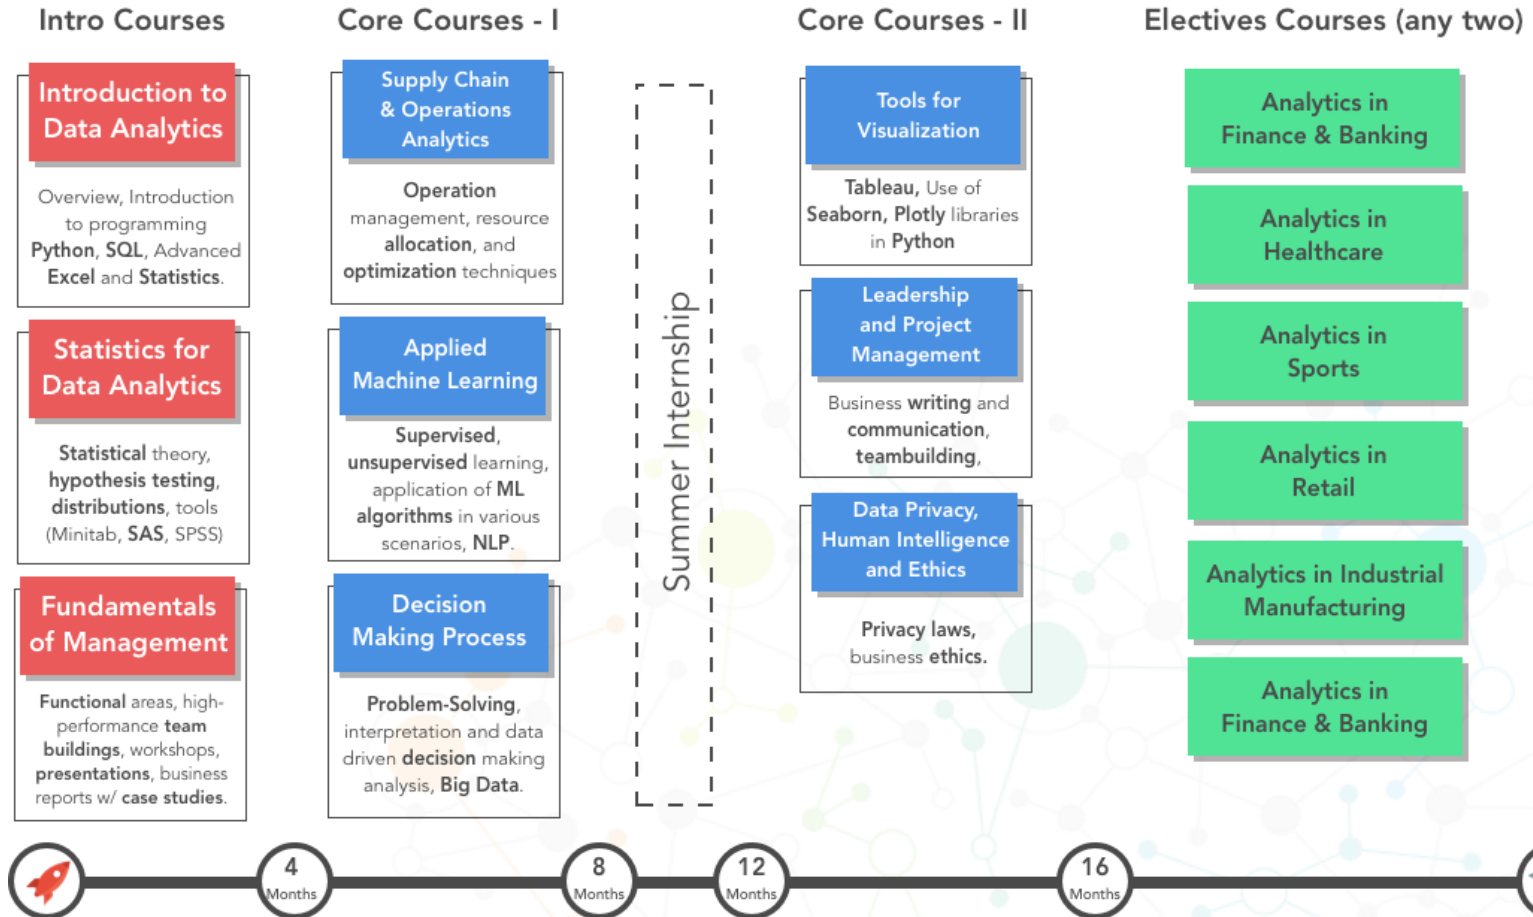 Intro Courses
Introduction to
Data Analytics
Overview, Introduction
to programming
Python, SQL, Advanced
Excel and Statistics.
Statistics for
Data Analytics
Statistical theory,
hypothesis testing,
distributions, tools
(Minitab, SAS, SPSS)
Fundamentals
of Management
Functional areas, high-
performance team
buildings, workshops,
presentations, business
reports w/ case studies.
Core Courses - I
Supply Chain
& Operations
Analytics
Operation
management, resource
allocation, and
optimization techniques
Applied
Machine Learning
Supervised,
unsupervised learning,
application of ML
algorithms in various
scenarios, NLP.
Decision
Making Process
Problem-Solving,
interpretation and data
driven decision making
analysis, Big Data.
Summer Internship
Core Courses - II
Tools for
Visualization
Tableau, Use of
Seaborn, Plotly libraries
in Python
Leadership
and Project
Management
Business writing and
communication,
teambuilding,
Data Privacy,
Human Intelligence
and Ethics
Privacy laws,
business ethics.
Electives Courses (any two)
Analytics in
Finance & Banking
Analytics in
Healthcare
Analytics in
Sports
Analytics in
Retail
Analytics in Industrial
Manufacturing
Analytics in
Finance & Banking
4
Months
8
Months
12
Months
16
Months